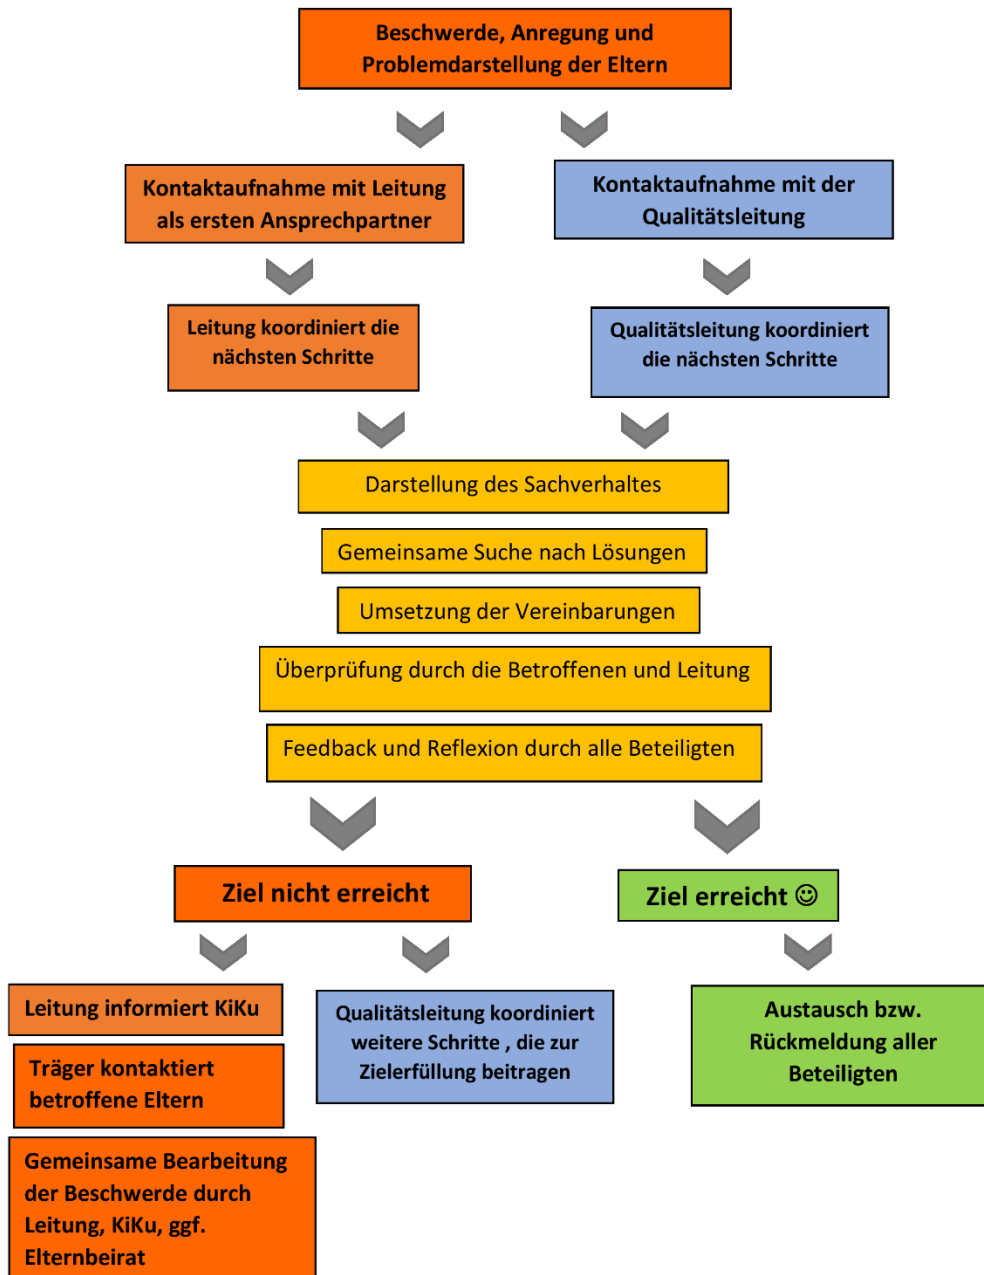 Beschwerde, Anregung und
Problemdarstellung der Eltern
Kontaktaufnahme mit Leitung
als ersten Ansprechpartner
Kontaktaufnahme mit der
Qualitätsleitung
Leitung koordiniert die
nächsten Schritte
Qualitätsleitung koordiniert
die nächsten Schritte
Darstellung des Sachverhaltes
Gemeinsame Suche nach Lösungen
Umsetzung der Vereinbarungen
Überprüfung durch die Betroffenen und Leitung
Feedback und Reflexion durch alle Beteiligten
Ziel nicht erreicht
Ziel erreicht ☺
Leitung informiert KiKu
Träger kontaktiert
betroffene Eltern
Gemeinsame Bearbeitung
der Beschwerde durch
Leitung, KiKu, ggf.
Elternbeirat
Qualitätsleitung koordiniert
weitere Schritte , die zur
Zielerfüllung beitragen
Austausch bzw.
Rückmeldung aller
Beteiligten